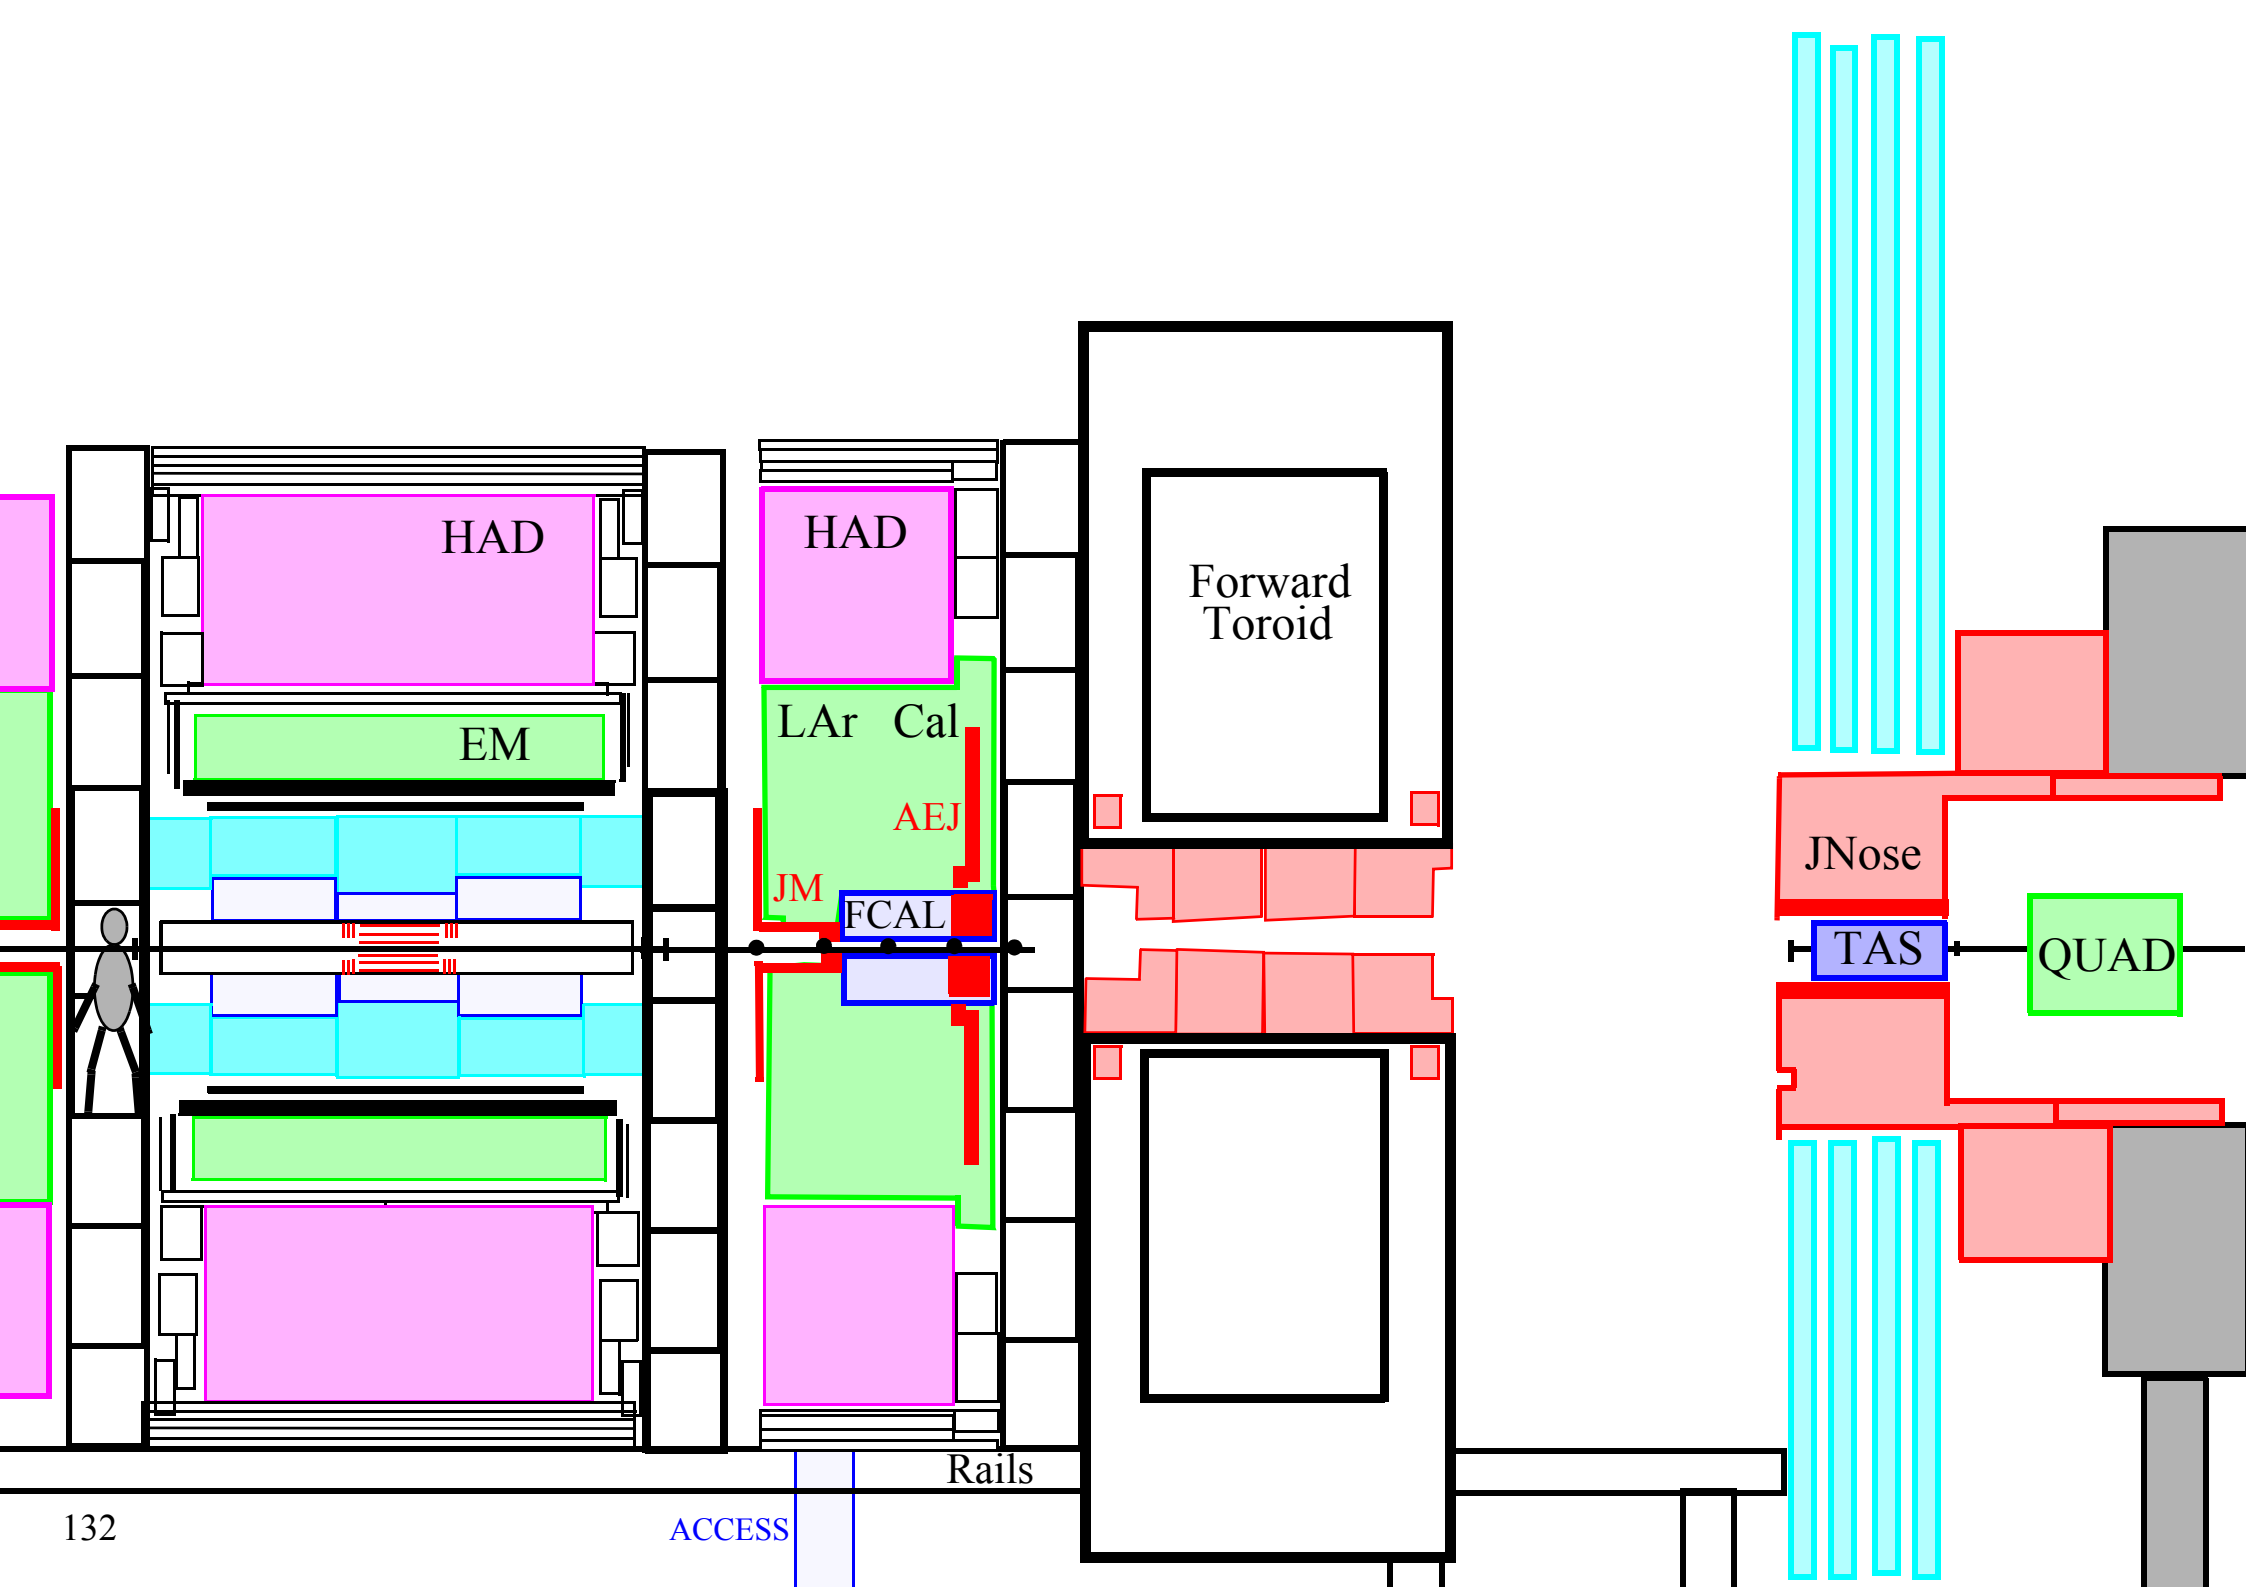 HAD
HAD
Forward
Toroid
LAr Cal
EM
AEJ
JNose
JM
FCAL
TAS
QUAD
Rails
132
ACCESS